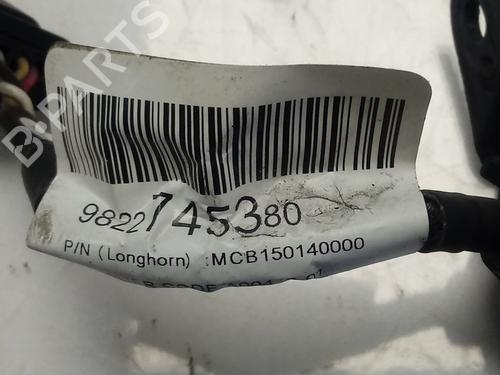 B-PARTS
9822745380
P/N (Longhorn) :MCB150140000